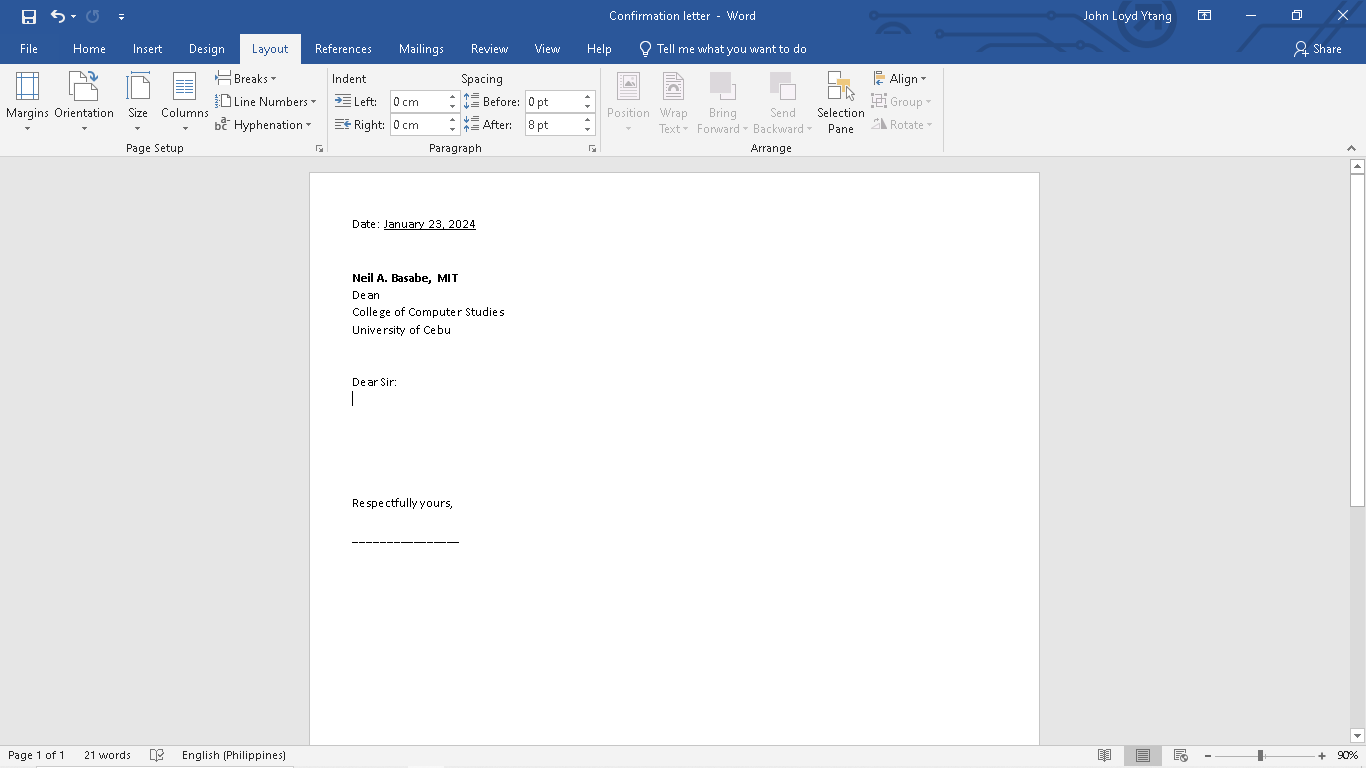 Confirmation letter - Word
John Loyd Ytang
File Home Insert Design Layout References Mailings Review View Help Tell me what you want to do Share
Margins
Orientation
Size
Columns
Breaks
Line Numbers
Hyphenation
Page Setup
Indent
Left: 0 cm
Right: 0 cm
Spacing
Before: 0 pt
After: 8 pt
Paragraph
Position
Wrap
Text
Bring
Forward
Send
Backward
Selection
Pane
Align
Group
Rotate
Arrange
Date: January 23, 2024
Neil A. Basabe, MIT
Dean
College of Computer Studies
University of Cebu
Dear Sir:
Respectfully yours,
________________
Page 1 of 1 21 words English (Philippines) 90%